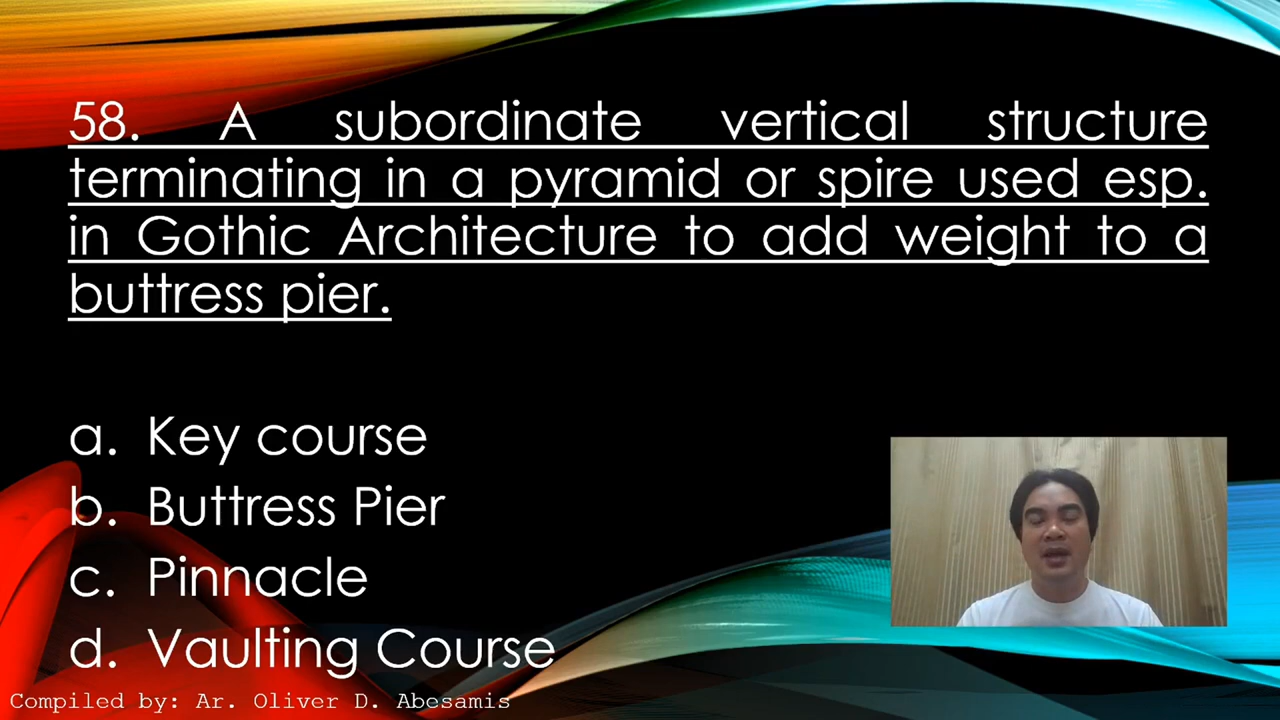 58. A subordinate vertical structure
terminating in a pyramid or spire used esp.
in Gothic Architecture to add weight to a
buttress pier.
a. Key course
b. Buttress Pier
c. Pinnacle
d. Vaulting Course
Compiled by: Ar. Oliver D. Abesamis